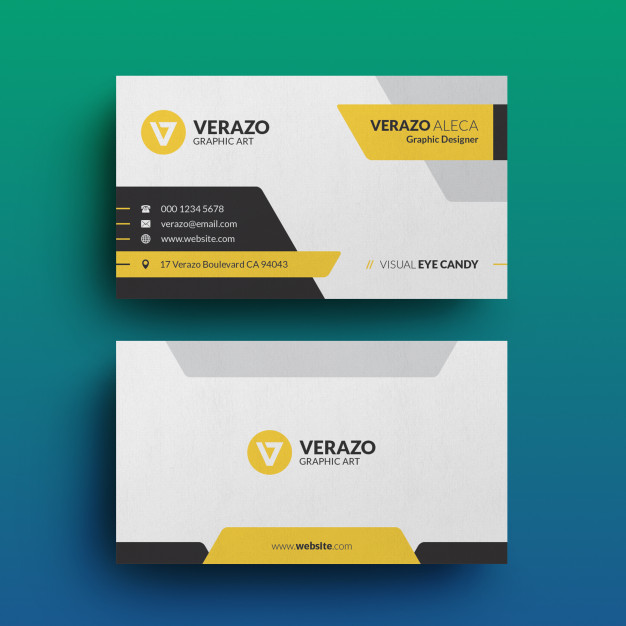 VERAZO
GRAPHIC ART
VERAZO ALECA
Graphic Designer
000 1234 5678
verazo@email.com
www.website.com
17 Verazo Boulevard CA 94043
// VISUAL EYE CANDY
VERAZO
GRAPHIC ART
www.website.com